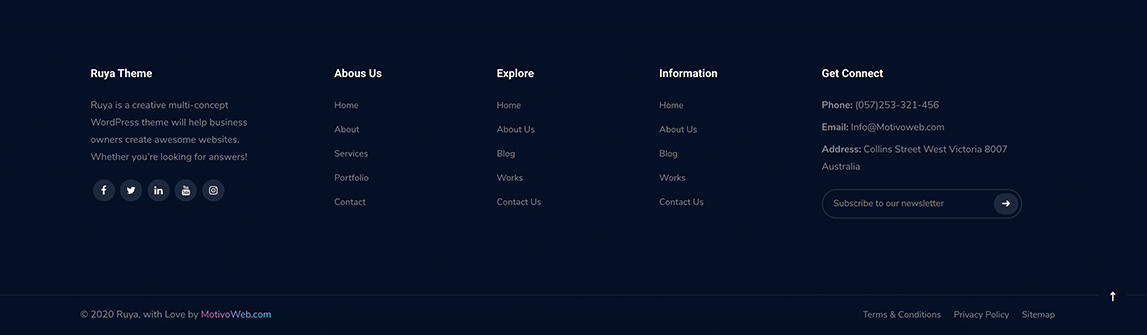 Ruya Theme
Ruya is a creative multi-concept
WordPress theme will help business
owners create awesome websites.
Whether you're looking for answers!
Abous Us
Home
About
Services
Portfolio
Contact
Explore
Home
About Us
Blog
Works
Contact Us
Information
Home
About Us
Blog
Works
Contact Us
Get Connect
Phone: (057)253-321-456
Email: Info@Motivoweb.com
Address: Collins Street West Victoria 8007
Australia
Subscribe to our newsletter
© 2020 Ruya, with Love by MotivoWeb.com
Terms & Conditions Privacy Policy Sitemap